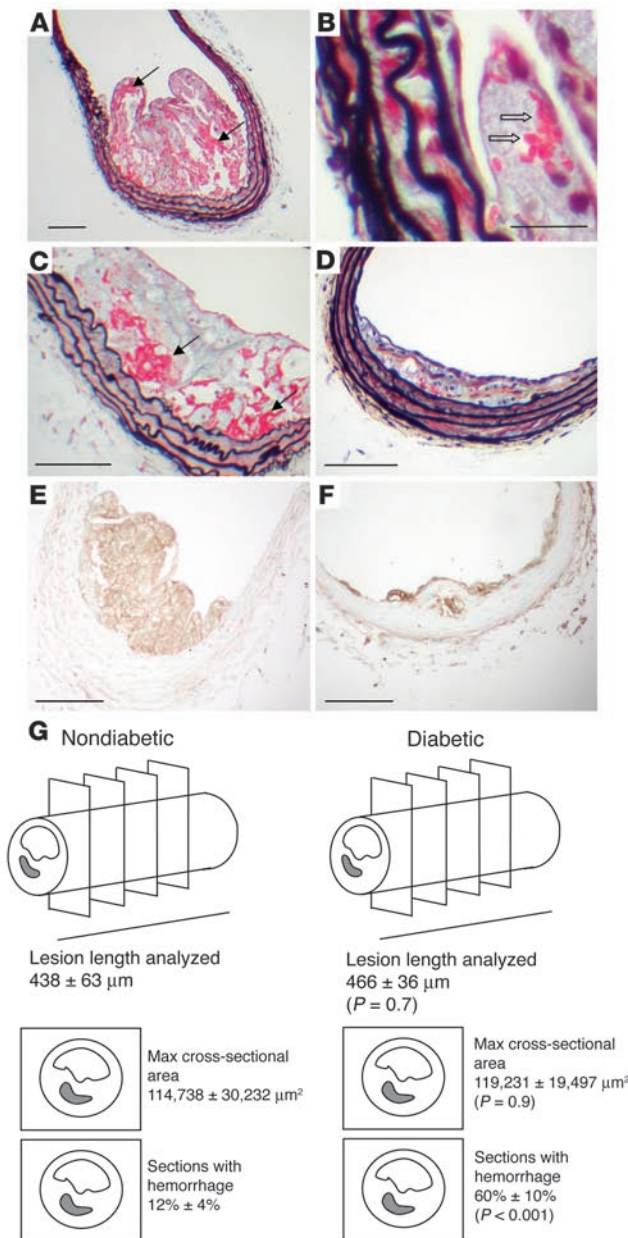 A
B
C
D
E
F
G
Nondiabetic
Diabetic
Lesion length analyzed
438 ± 63 µm
Lesion length analyzed
466 ± 36 µm
(P = 0.7)
Max cross-sectional
area
114,738 ± 30,232 µm²
Max cross-sectional
area
119,231 ± 19,497 µm²
(P = 0.9)
Sections with
hemorrhage
12% ± 4%
Sections with
hemorrhage
60% ± 10%
(P < 0.001)